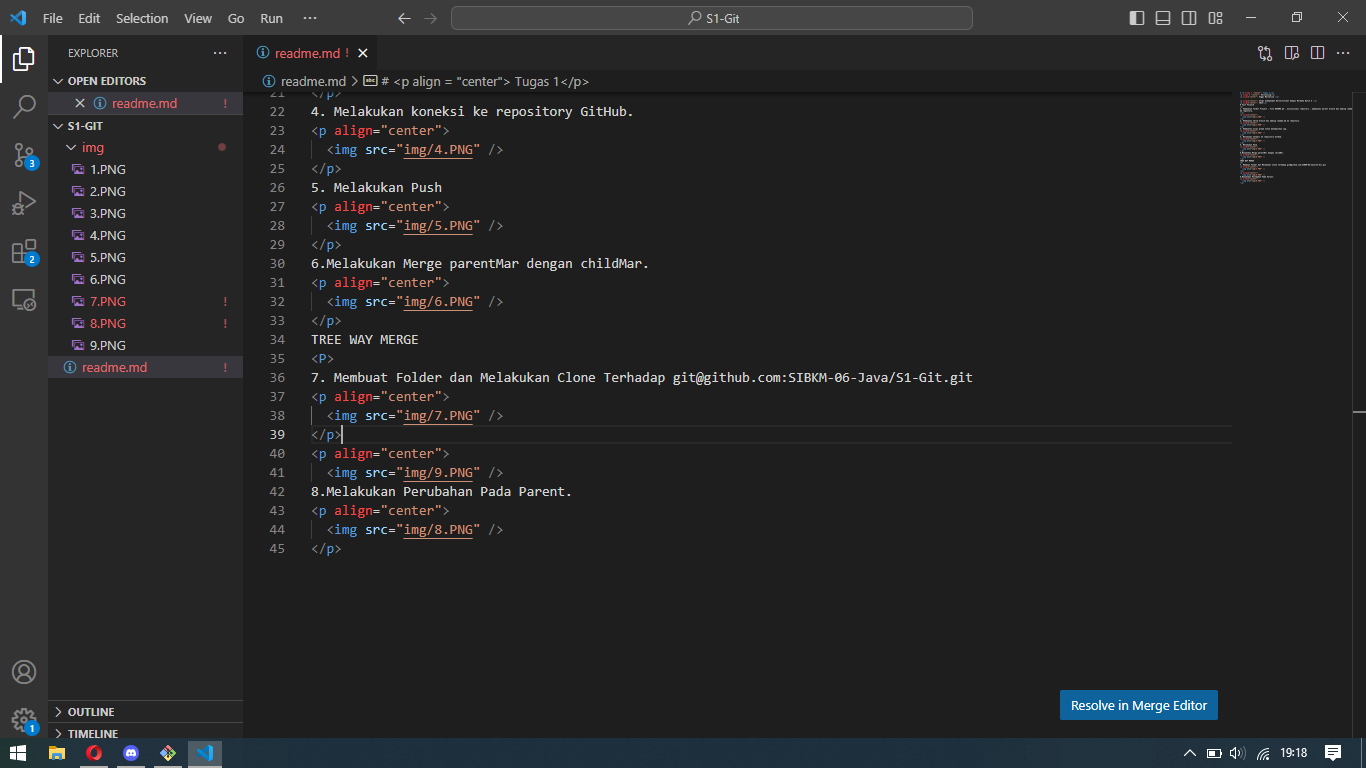 File Edit Selection View Go Run ···
S1-Git
EXPLORER ···
readme.md !
OPEN EDITORS
readme.md !
readme.md > # <p align = "center"> Tugas 1</p>
S1-GIT
img
1.PNG
2.PNG
3.PNG
4.PNG
5.PNG
6.PNG
7.PNG !
8.PNG !
9.PNG
readme.md !
3
2
21 </p>
22 4. Melakukan koneksi ke repository GitHub.
23 <p align="center">
24 <img src="img/4.PNG" />
25 </p>
26 5. Melakukan Push
27 <p align="center">
28 <img src="img/5.PNG" />
29 </p>
30 6.Melakukan Merge parentMar dengan childMar.
31 <p align="center">
32 <img src="img/6.PNG" />
33 </p>
34 TREE WAY MERGE
35 <P>
36 7. Membuat Folder dan Melakukan Clone Terhadap git@github.com:SIBKM-06-Java/S1-Git.git
37 <p align="center">
38 <img src="img/7.PNG" />
39 </p>
40 <p align="center">
41 <img src="img/9.PNG" />
42 8.Melakukan Perubahan Pada Parent.
43 <p align="center">
44 <img src="img/8.PNG" />
45 </p>
Resolve in Merge Editor
OUTLINE
TIMELINE
1
19:18